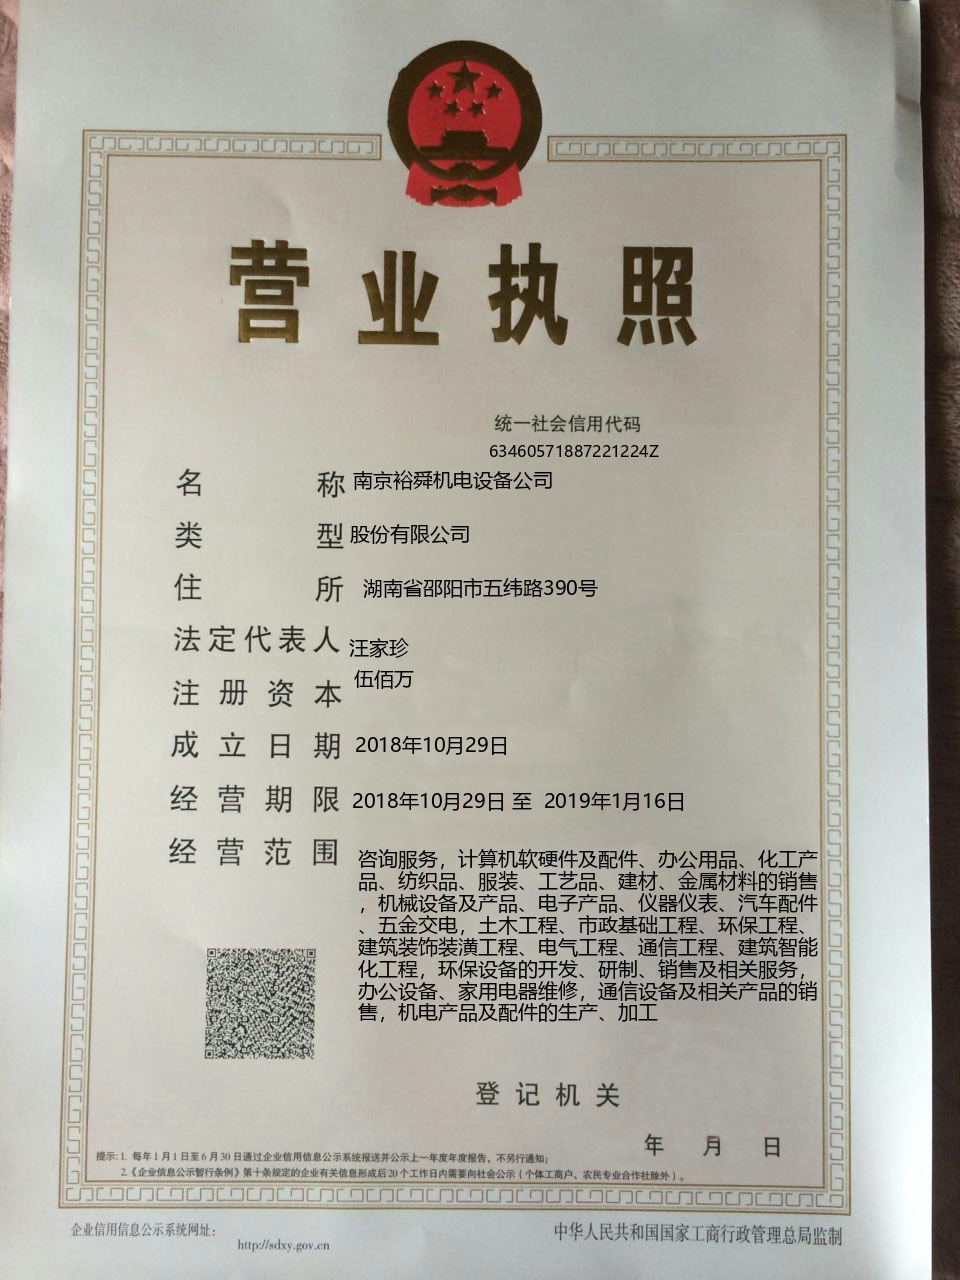 营业执照
统一社会信用代码
63460571887221224Z
名称 南京裕舜机电设备公司
类型 股份有限公司
住所 湖南省邵阳市五纬路390号
法定代表人 汪家珍
注册资本 伍佰万
成立日期 2018年10月29日
经营期限 2018年10月29日 至 2019年1月16日
经营范围 咨询服务，计算机软硬件及配件、办公用品、化工产
品、纺织品、服装、工艺品、建材、金属材料的销售
，机械设备及产品、电子产品、仪器仪表、汽车配件
、五金交电，土木工程、市政基础工程、环保工程、
建筑装饰装潢工程、电气工程、通信工程、建筑智能
化工程，环保设备的开发、研制、销售及相关服务，
办公设备、家用电器维修，通信设备及相关产品的销
售，机电产品及配件的生产、加工
登记机关
年 月 日
提示：1. 每年1月1日至6月30日通过企业信用信息公示系统报送并公示上一年度年度报告，不另行通知；
2.《企业信息公示暂行条例》第十条规定的企业有关信息形成后20个工作日内需要向社会公示（个体工商户、农民专业合作社除外）。
企业信用信息公示系统网址：
http://sdxy.gov.cn
中华人民共和国国家工商行政管理总局监制